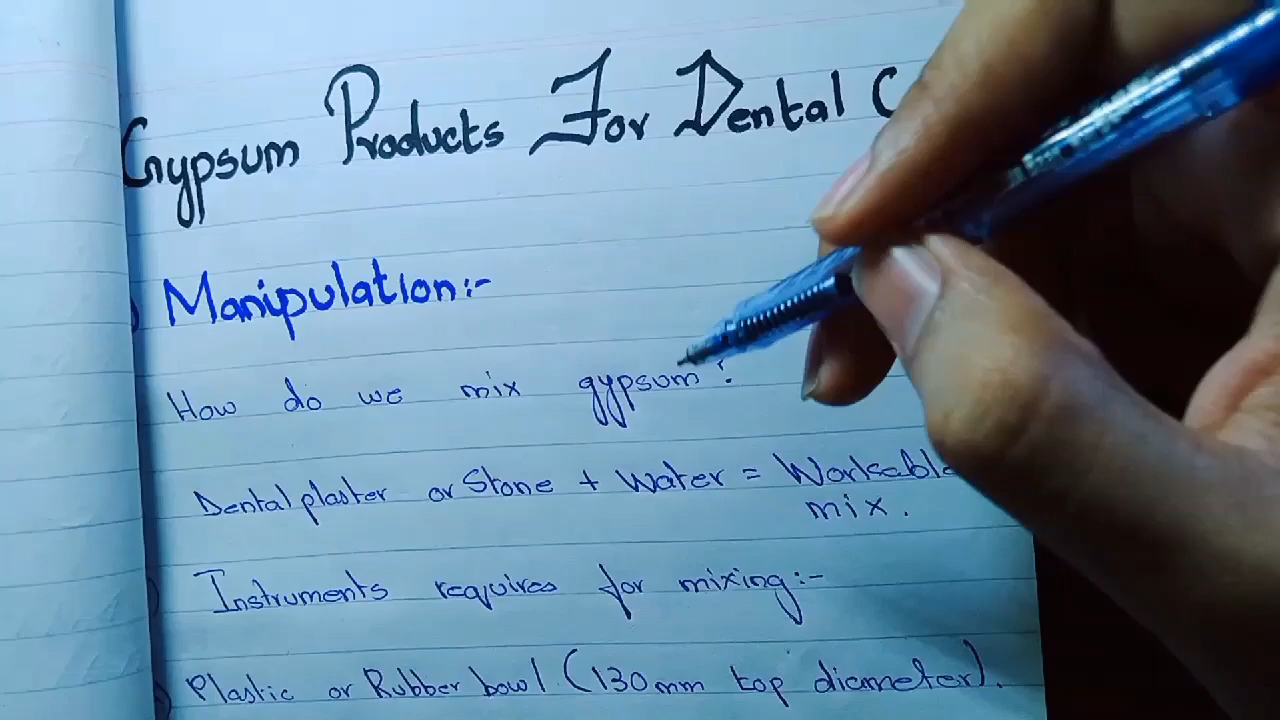 Gypsum Products For Dental C
Manipulation:-
How do we mix gypsum:
Dental plaster or Stone + Water = Workable
mix.
Instruments requires for mixing:-
Plastic or Rubber bowl (130mm top diameter).